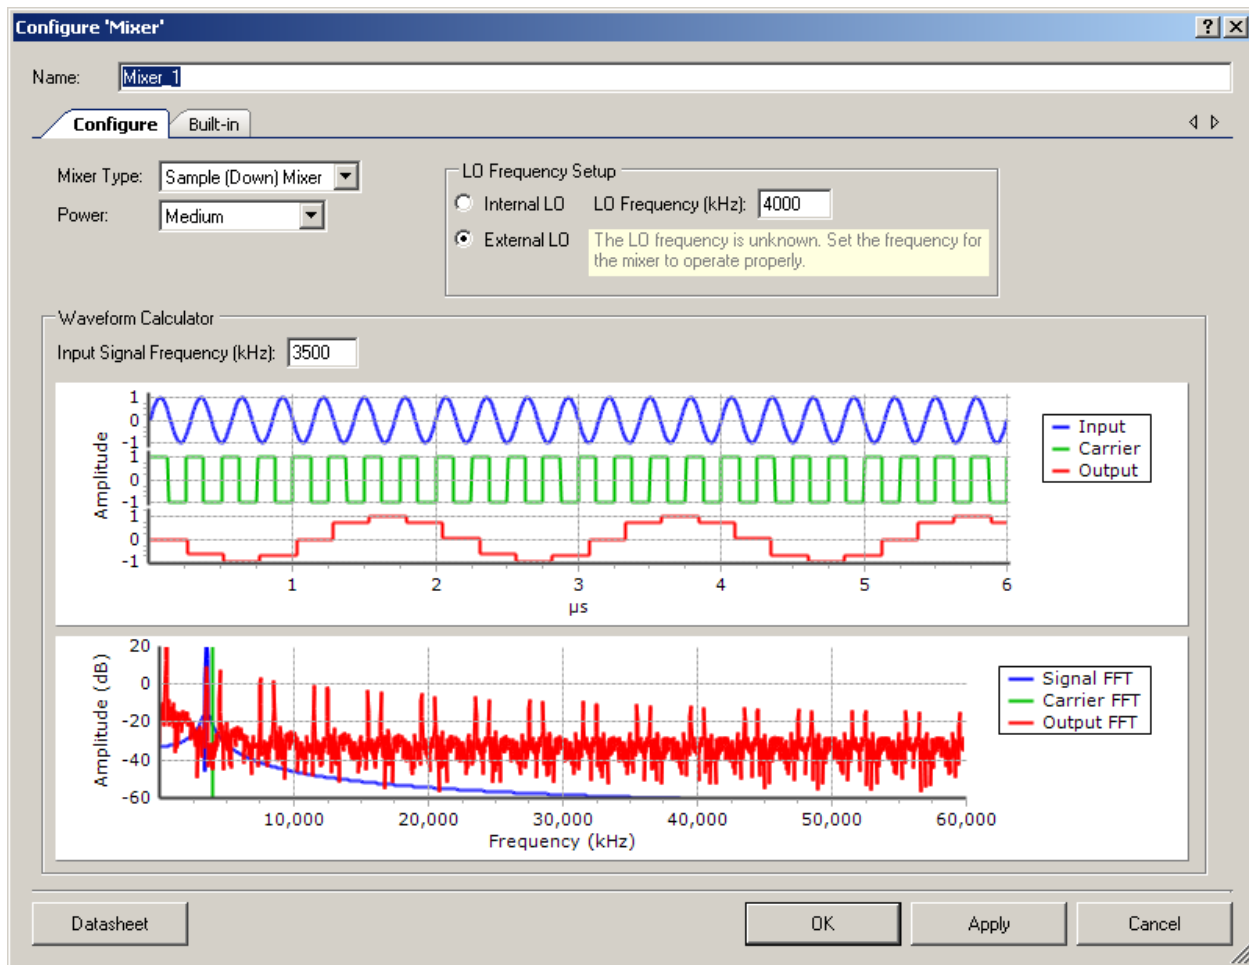 Configure 'Mixer'
Name: Mixer_1
Configure Built-in
Mixer Type: Sample (Down) Mixer
Power: Medium
LO Frequency Setup
Internal LO LO Frequency (kHz): 4000
External LO The LO frequency is unknown. Set the frequency for
the mixer to operate properly.
Waveform Calculator
Input Signal Frequency (kHz): 3500
Amplitude
1
0
-1
1
0
-1
1
0
-1
1 2 3 4 5 6
µs
Input
Carrier
Output
Amplitude (dB)
20
0
-20
-40
-60
10,000 20,000 30,000 40,000 50,000 60,000
Frequency (kHz)
Signal FFT
Carrier FFT
Output FFT
Datasheet OK Apply Cancel